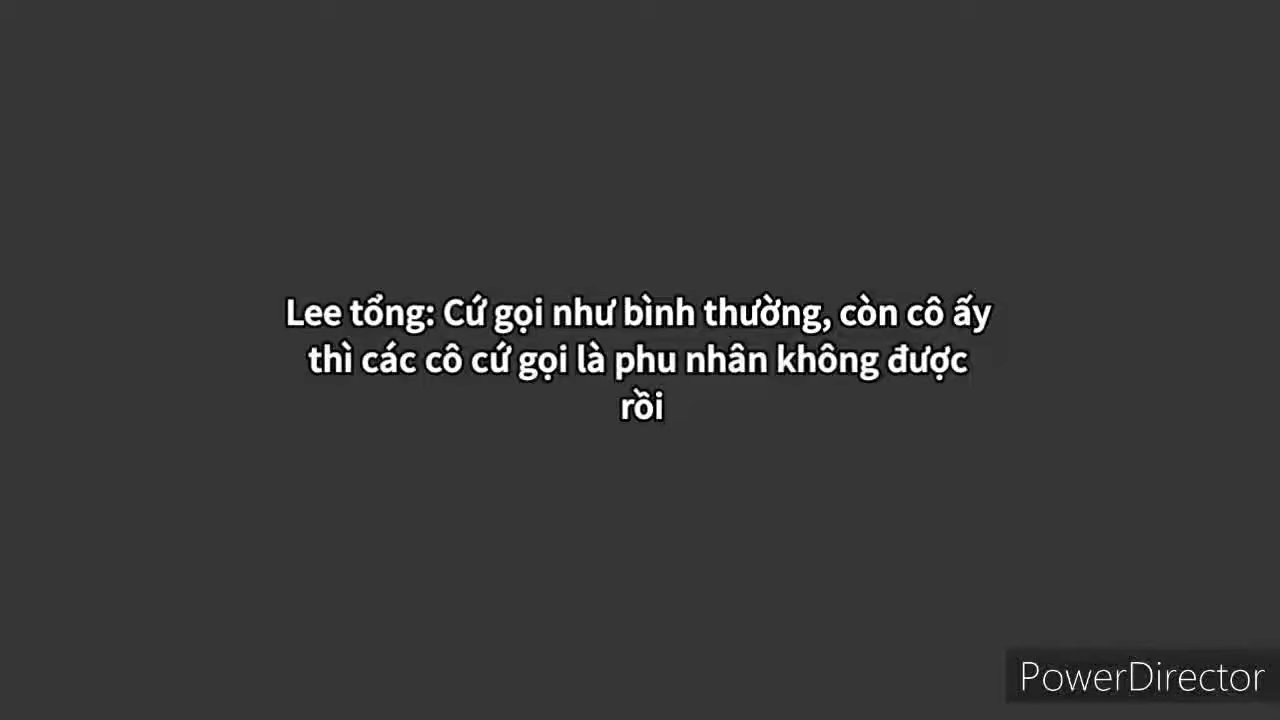 Lee tổng: Cứ gọi như bình thường, còn cô ấy
thì các cô cứ gọi là phu nhân không được
rồi
PowerDirector